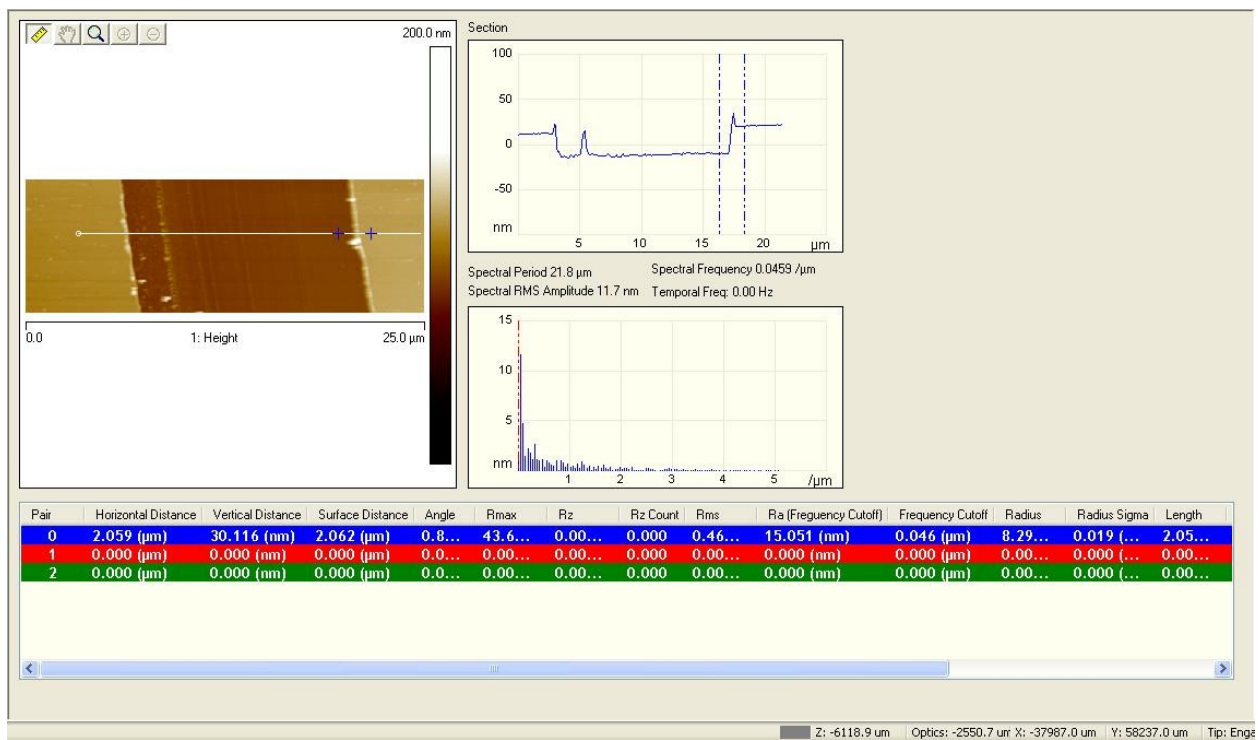 200.0 nm
0.0
1: Height
25.0 µm
Section
100
50
0
-50
nm
5
10
15
20
µm
Spectral Period 21.8 µm
Spectral Frequency 0.0459 /µm
Spectral RMS Amplitude 11.7 nm
Temporal Freq: 0.00 Hz
15
10
5
nm
1
2
3
4
5
/µm
Pair Horizontal Distance Vertical Distance Surface Distance Angle Rmax Rz Rz Count Rms Ra (Freguency Cutoff) Frequency Cutoff Radius Radius Sigma Length
0 2.059 (µm) 30.116 (nm) 2.062 (µm) 0.8... 43.6... 0.00... 0.000 0.46... 15.051 (nm) 0.046 (µm) 8.29... 0.019 (... 2.05...
1 0.000 (µm) 0.000 (nm) 0.000 (µm) 0.0... 0.00... 0.00... 0.000 0.00... 0.000 (nm) 0.000 (µm) 0.00... 0.000 (... 0.00...
2 0.000 (µm) 0.000 (nm) 0.000 (µm) 0.0... 0.00... 0.00... 0.000 0.00... 0.000 (nm) 0.000 (µm) 0.00... 0.000 (... 0.00...
Z: -6118.9 um Optics: -2550.7 um X: -37987.0 um Y: 58237.0 um Tip: Enga